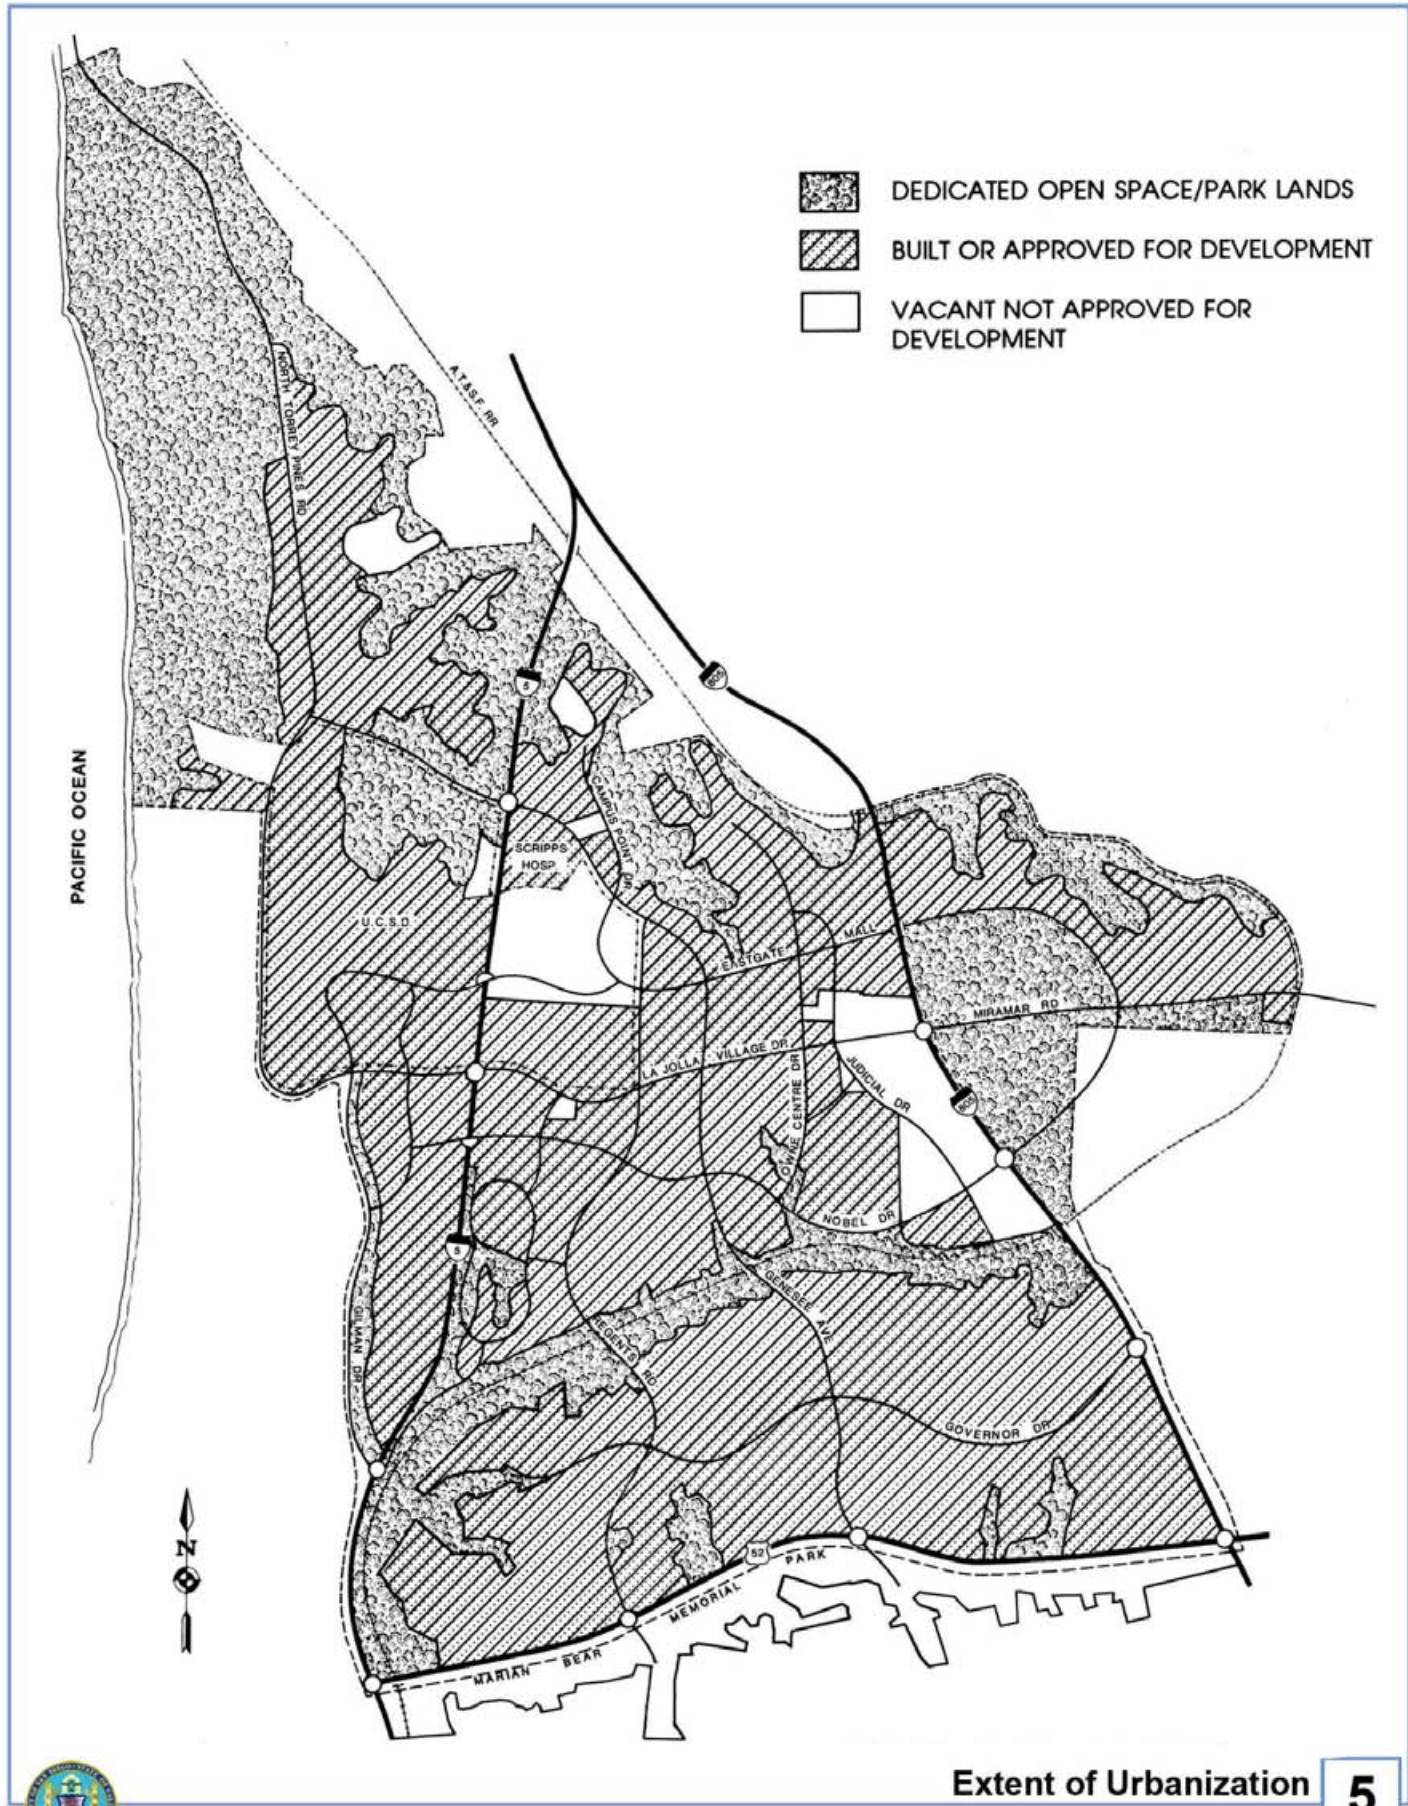 DEDICATED OPEN SPACE/PARK LANDS
BUILT OR APPROVED FOR DEVELOPMENT
VACANT NOT APPROVED FOR
DEVELOPMENT
A.T.&S.F. RR
NORTH TORREY PINES RD
805
5
PACIFIC OCEAN
CAMPUS POINT DR
SCRIPPS
HOSP
U.C.S.D
EASTGATE MALL
MIRAMAR RD
LA JOLLA VILLAGE DR
JUDICIAL DR
805
TOWNE CENTRE DR
NOBEL DR
5
GENESEE AVE
GILMAN DR
REGENTS RD
GOVERNOR DR
N
52
MARIAN BEAR MEMORIAL PARK
Extent of Urbanization
5